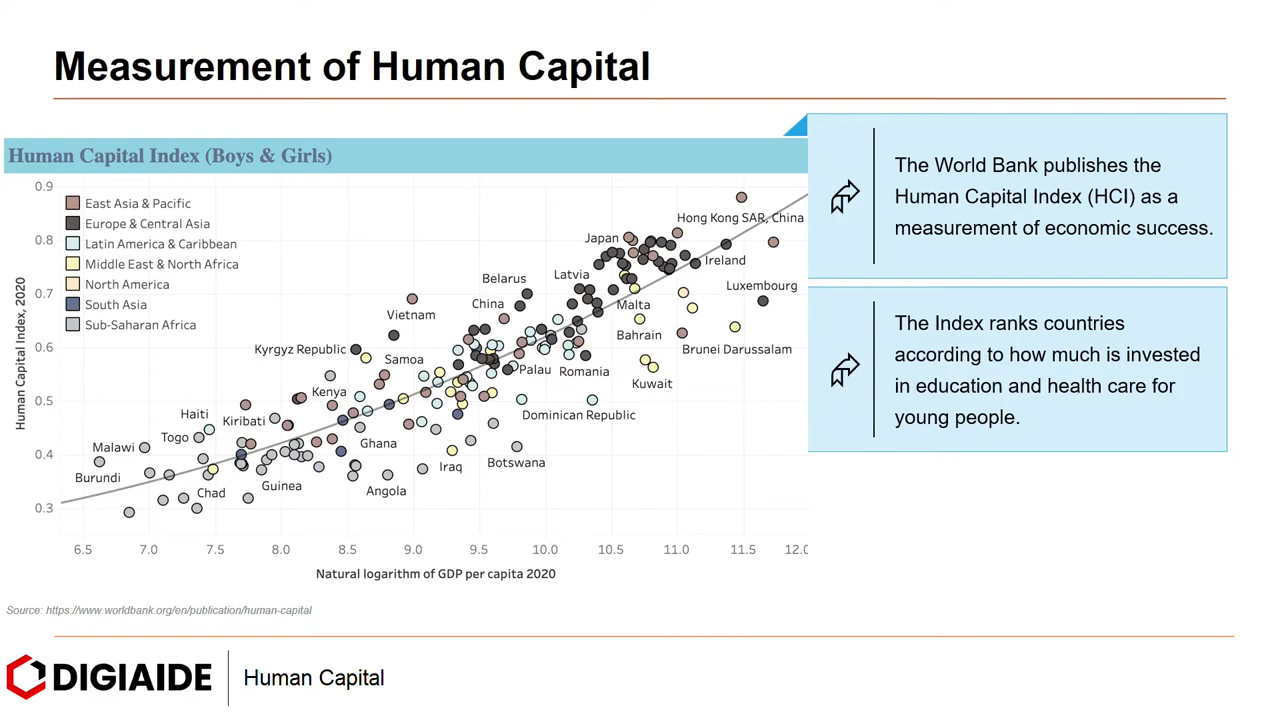 Measurement of Human Capital
Human Capital Index (Boys & Girls)
The World Bank publishes the
Human Capital Index (HCI) as a
measurement of economic success.
The Index ranks countries
according to how much is invested
in education and health care for
young people.
Human Capital Index, 2020
0.9
0.8
0.7
0.6
0.5
0.4
0.3
East Asia & Pacific
Europe & Central Asia
Latin America & Caribbean
Middle East & North Africa
North America
South Asia
Sub-Saharan Africa
Hong Kong SAR, China
Japan
Ireland
Belarus
Latvia
Luxembourg
China
Malta
Vietnam
Bahrain
Kyrgyz Republic
Samoa
Brunei Darussalam
Palau
Romania
Kuwait
Kenya
Haiti
Kiribati
Dominican Republic
Togo
Malawi
Ghana
Burundi
Iraq
Botswana
Chad
Guinea
Angola
6.5
7.0
7.5
8.0
8.5
9.0
9.5
10.0
10.5
11.0
11.5
12.0
Natural logarithm of GDP per capita 2020
Source: https://www.worldbank.org/en/publication/human-capital
DIGIAIDE
Human Capital